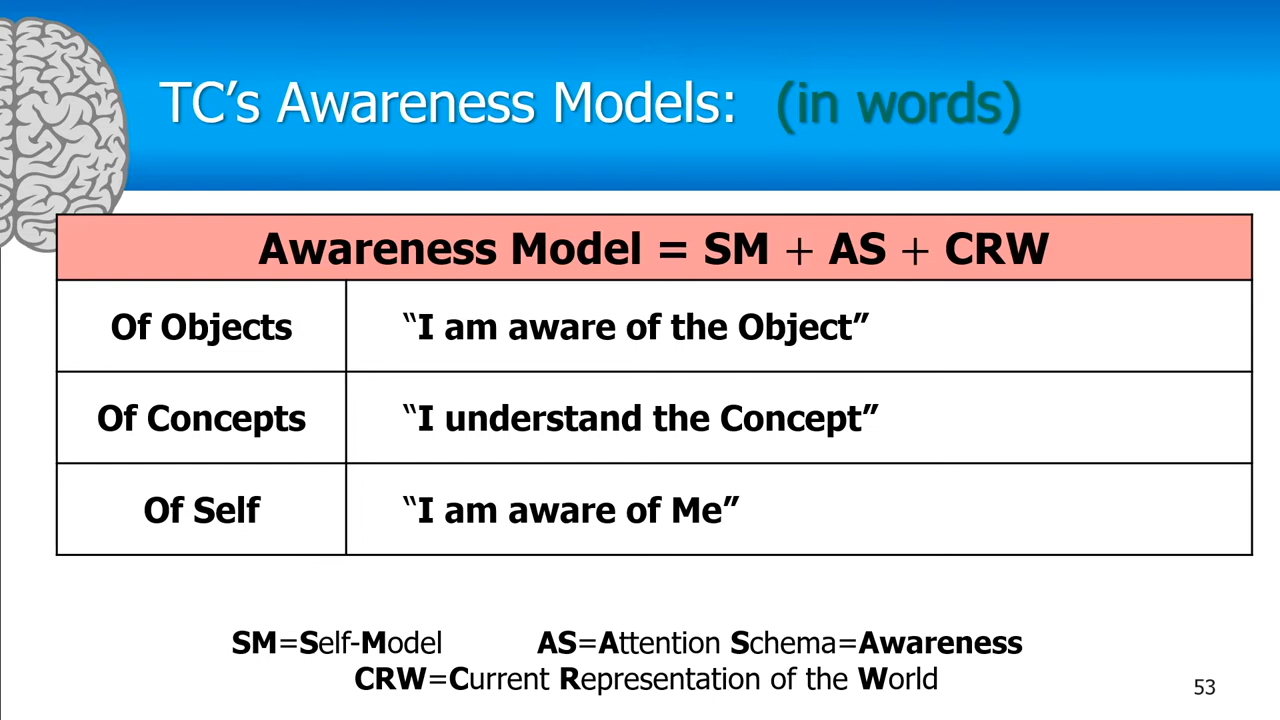 TC’s Awareness Models: (in words)
Awareness Model = SM + AS + CRW
Of Objects “I am aware of the Object”
Of Concepts “I understand the Concept”
Of Self “I am aware of Me”
SM=Self-Model AS=Attention Schema=Awareness
CRW=Current Representation of the World
53